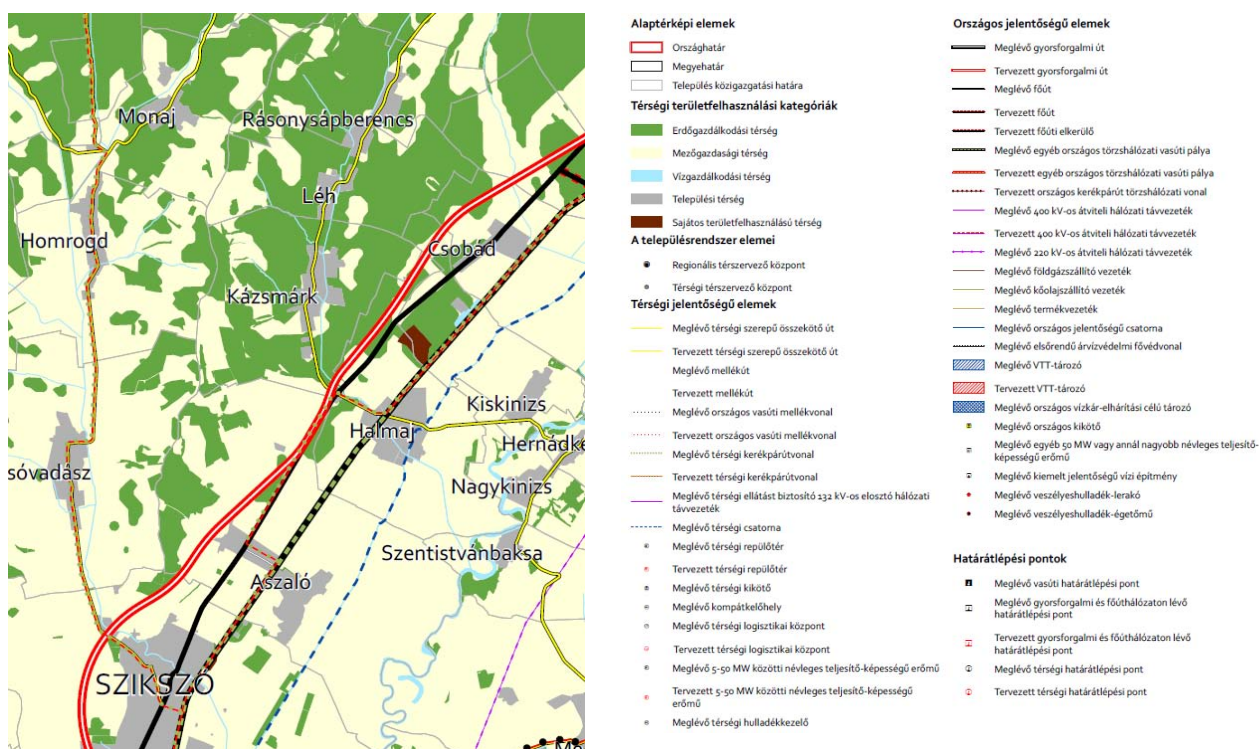 Monaj
Rásonysápberencs
Léh
Homrogd
Csobád
Kázsmárk
Kiskinizs
Halmaj
Hernádke
sóvadász
Nagykinizs
Szentistvánbaksa
Aszaló
SZIKSZÓ
Me
Alaptérképi elemek
Országhatár
Megyehatár
Település közigazgatási határa
Térségi területfelhasználási kategóriák
Erdőgazdálkodási térség
Mezőgazdasági térség
Vízgazdálkodási térség
Települési térség
Sajátos területfelhasználású térség
A településrendszer elemei
Regionális térszervező központ
Térségi térszervező központ
Térségi jelentőségű elemek
Meglévő térségi szerepű összekötő út
Tervezett térségi szerepű összekötő út
Meglévő mellékút
Tervezett mellékút
Meglévő országos vasúti mellékvonal
Tervezett országos vasúti mellékvonal
Meglévő térségi kerékpárútvonal
Tervezett térségi kerékpárútvonal
Meglévő térségi ellátást biztosító 132 kV-os elosztó hálózati
távvezeték
Meglévő térségi csatorna
Meglévő térségi repülőtér
Tervezett térségi repülőtér
Meglévő térségi kikötő
Meglévő kompátkelőhely
Meglévő térségi logisztikai központ
Tervezett térségi logisztikai központ
Meglévő 5-50 MW közötti névleges teljesítő-képességű erőmű
Tervezett 5-50 MW közötti névleges teljesítő-képességű
erőmű
Meglévő térségi hulladékkezelő
Országos jelentőségű elemek
Meglévő gyorsforgalmi út
Tervezett gyorsforgalmi út
Meglévő főút
Tervezett főút
Tervezett főúti elkerülő
Meglévő egyéb országos törzshálózati vasúti pálya
Tervezett egyéb országos törzshálózati vasúti pálya
Tervezett országos kerékpárút törzshálózati vonal
Meglévő 400 kV-os átviteli hálózati távvezeték
Tervezett 400 kV-os átviteli hálózati távvezeték
Meglévő 220 kV-os átviteli hálózati távvezeték
Meglévő földgázszállító vezeték
Meglévő kőolajszállító vezeték
Meglévő termékvezeték
Meglévő országos jelentőségű csatorna
Meglévő elsőrendű árvízvédelmi fővédvonal
Meglévő VTT-tározó
Tervezett VTT-tározó
Meglévő országos vízkár-elhárítási célú tározó
Meglévő országos kikötő
Meglévő egyéb 50 MW vagy annál nagyobb névleges teljesítő-
képességű erőmű
Meglévő kiemelt jelentőségű vízi építmény
Meglévő veszélyeshulladék-lerakó
Meglévő veszélyeshulladék-égetőmű
Határátlépési pontok
Meglévő vasúti határátlépési pont
Meglévő gyorsforgalmi és főúthálózaton lévő
határátlépési pont
Tervezett gyorsforgalmi és főúthálózaton lévő
határátlépési pont
Meglévő térségi határátlépési pont
Tervezett térségi határátlépési pont